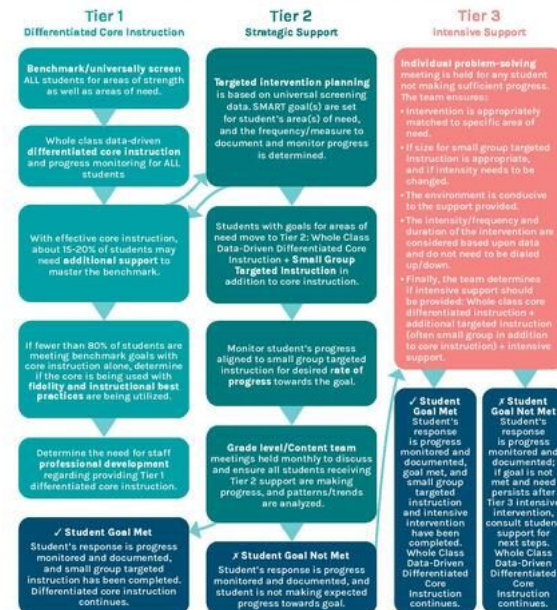 Tier 1
Differentiated Core Instruction
Benchmark/universally screen
ALL students for areas of strength
as well as areas of need.
Whole class data-driven
differentiated core instruction
and progress monitoring for ALL
students
With effective core instruction,
about 15-20% of students may
need additional support to
master the benchmark.
If fewer than 80% of students are
meeting benchmark goals with
core instruction alone, determine
if the core is being used with
fidelity and instructional best
practices are being utilized.
Determine the need for staff
professional development
regarding providing Tier 1
differentiated core instruction.
✓ Student Goal Met
Student's response is progress
monitored and documented,
and small group targeted
instruction has been completed.
Differentiated core instruction
continues.
Tier 2
Strategic Support
Targeted intervention planning
is based on universal screening
data. SMART goal(s) are set
for student's area(s) of need,
and the frequency/measure to
document and monitor progress
is determined.
Students with goals for areas of
need move to Tier 2: Whole Class
Data-Driven Differentiated Core
Instruction + Small Group
Targeted Instruction in
addition to core instruction.
Monitor student's progress
aligned to small group targeted
instruction for desired rate of
progress towards the goal.
Grade level/Content team
meetings held monthly to discuss
and ensure all students receiving
Tier 2 support are making
progress, and patterns/trends
are analyzed.
✗ Student Goal Not Met
Student's response is progress
monitored and documented, and
student is not making expected
progress towards goal.
Tier 3
Intensive Support
Individual problem-solving
meeting is held for any student
not making sufficient progress.
The team ensures:
• Intervention is appropriately
matched to specific area of
need.
• If size for small group targeted
instruction is appropriate,
and if intensity needs to be
changed.
• The environment is conducive
to the support provided.
• The intensity/frequency and
duration of the intervention are
considered based upon data
and do not need to be dialed
up/down.
• Finally, the team determines
if intensive support should
be provided: Whole class core
differentiated instruction +
additional targeted instruction
(often small group in addition
to core instruction) + intensive
support.
✓ Student
Goal Met
Student's
response
is progress
monitored and
documented,
goal met, and
small group
targeted
instruction
and intensive
intervention
have been
completed.
Whole Class
Data-Driven
Differentiated
Core
Instruction
continues.
✗ Student
Goal Not Met
Student's
response
is progress
monitored and
documented;
if goal is not
met and need
persists after
Tier 3 intensive
intervention,
consult student
support for
next steps.
Whole Class
Data-Driven
Differentiated
Core
Instruction
continues.